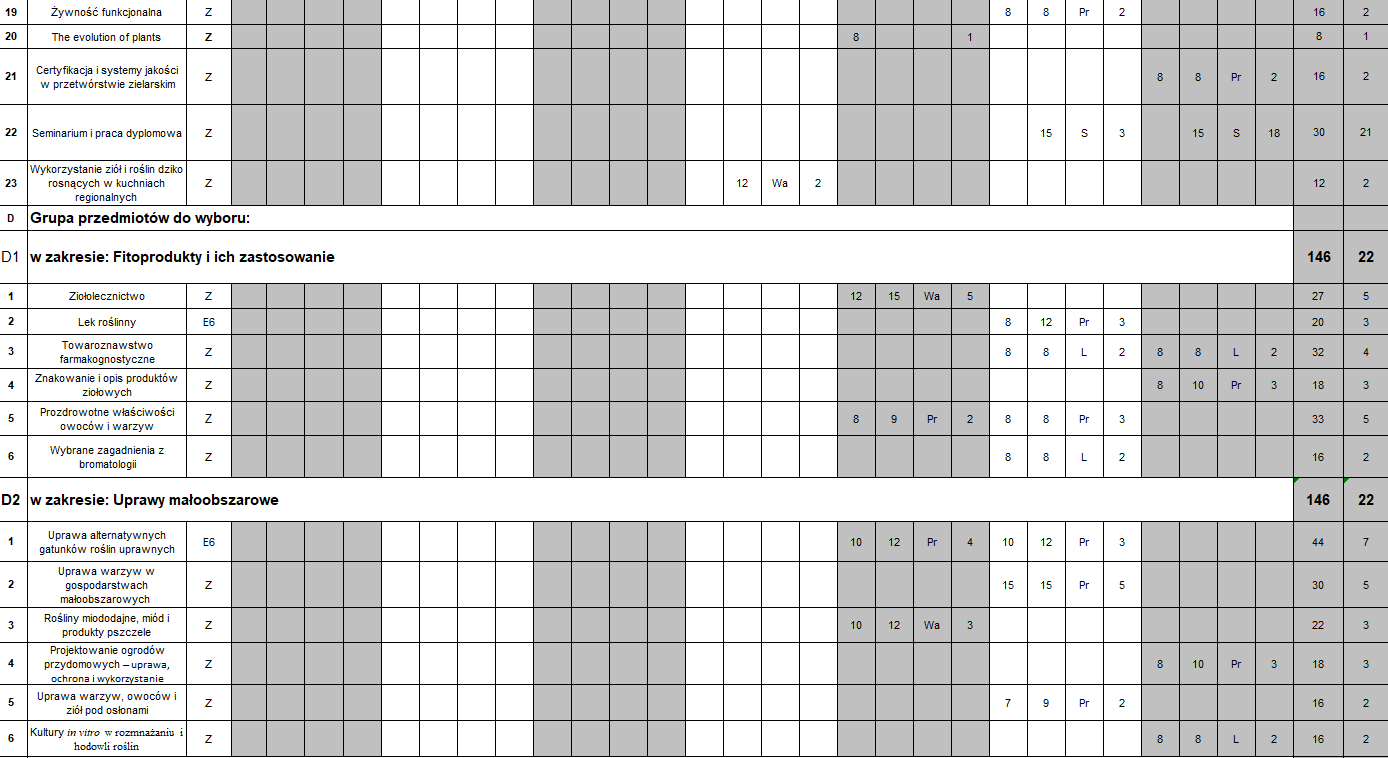 19 Żywność funkcjonalna Z 8 8 Pr 2 16 2
20 The evolution of plants Z 8 1 8 1
21 Certyfikacja i systemy jakości w przetwórstwie zielarskim Z 8 8 Pr 2 16 2
22 Seminarium i praca dyplomowa Z 15 S 3 15 S 18 30 21
23 Wykorzystanie ziół i roślin dziko rosnących w kuchniach regionalnych Z 12 Wa 2 12 2
D Grupa przedmiotów do wyboru:
D1 w zakresie: Fitoprodukty i ich zastosowanie 146 22
1 Ziołolecznictwo Z 12 15 Wa 5 27 5
2 Lek roślinny E6 8 12 Pr 3 20 3
3 Towaroznawstwo farmakognostyczne Z 8 8 L 2 8 8 L 2 32 4
4 Znakowanie i opis produktów ziołowych Z 8 10 Pr 3 18 3
5 Prozdrowotne właściwości owoców i warzyw Z 8 9 Pr 2 8 8 Pr 3 33 5
6 Wybrane zagadnienia z bromatologii Z 8 8 L 2 16 2
D2 w zakresie: Uprawy małoobszarowe 146 22
1 Uprawa alternatywnych gatunków roślin uprawnych E6 10 12 Pr 4 10 12 Pr 3 44 7
2 Uprawa warzyw w gospodarstwach małoobszarowych Z 15 15 Pr 5 30 5
3 Rośliny miododajne, miód i produkty pszczele Z 10 12 Wa 3 22 3
4 Projektowanie ogrodów przydomowych – uprawa, ochrona i wykorzystanie Z 8 10 Pr 3 18 3
5 Uprawa warzyw, owoców i ziół pod osłonami Z 7 9 Pr 2 16 2
6 Kultury in vitro w rozmnażaniu i hodowli roślin Z 8 8 L 2 16 2